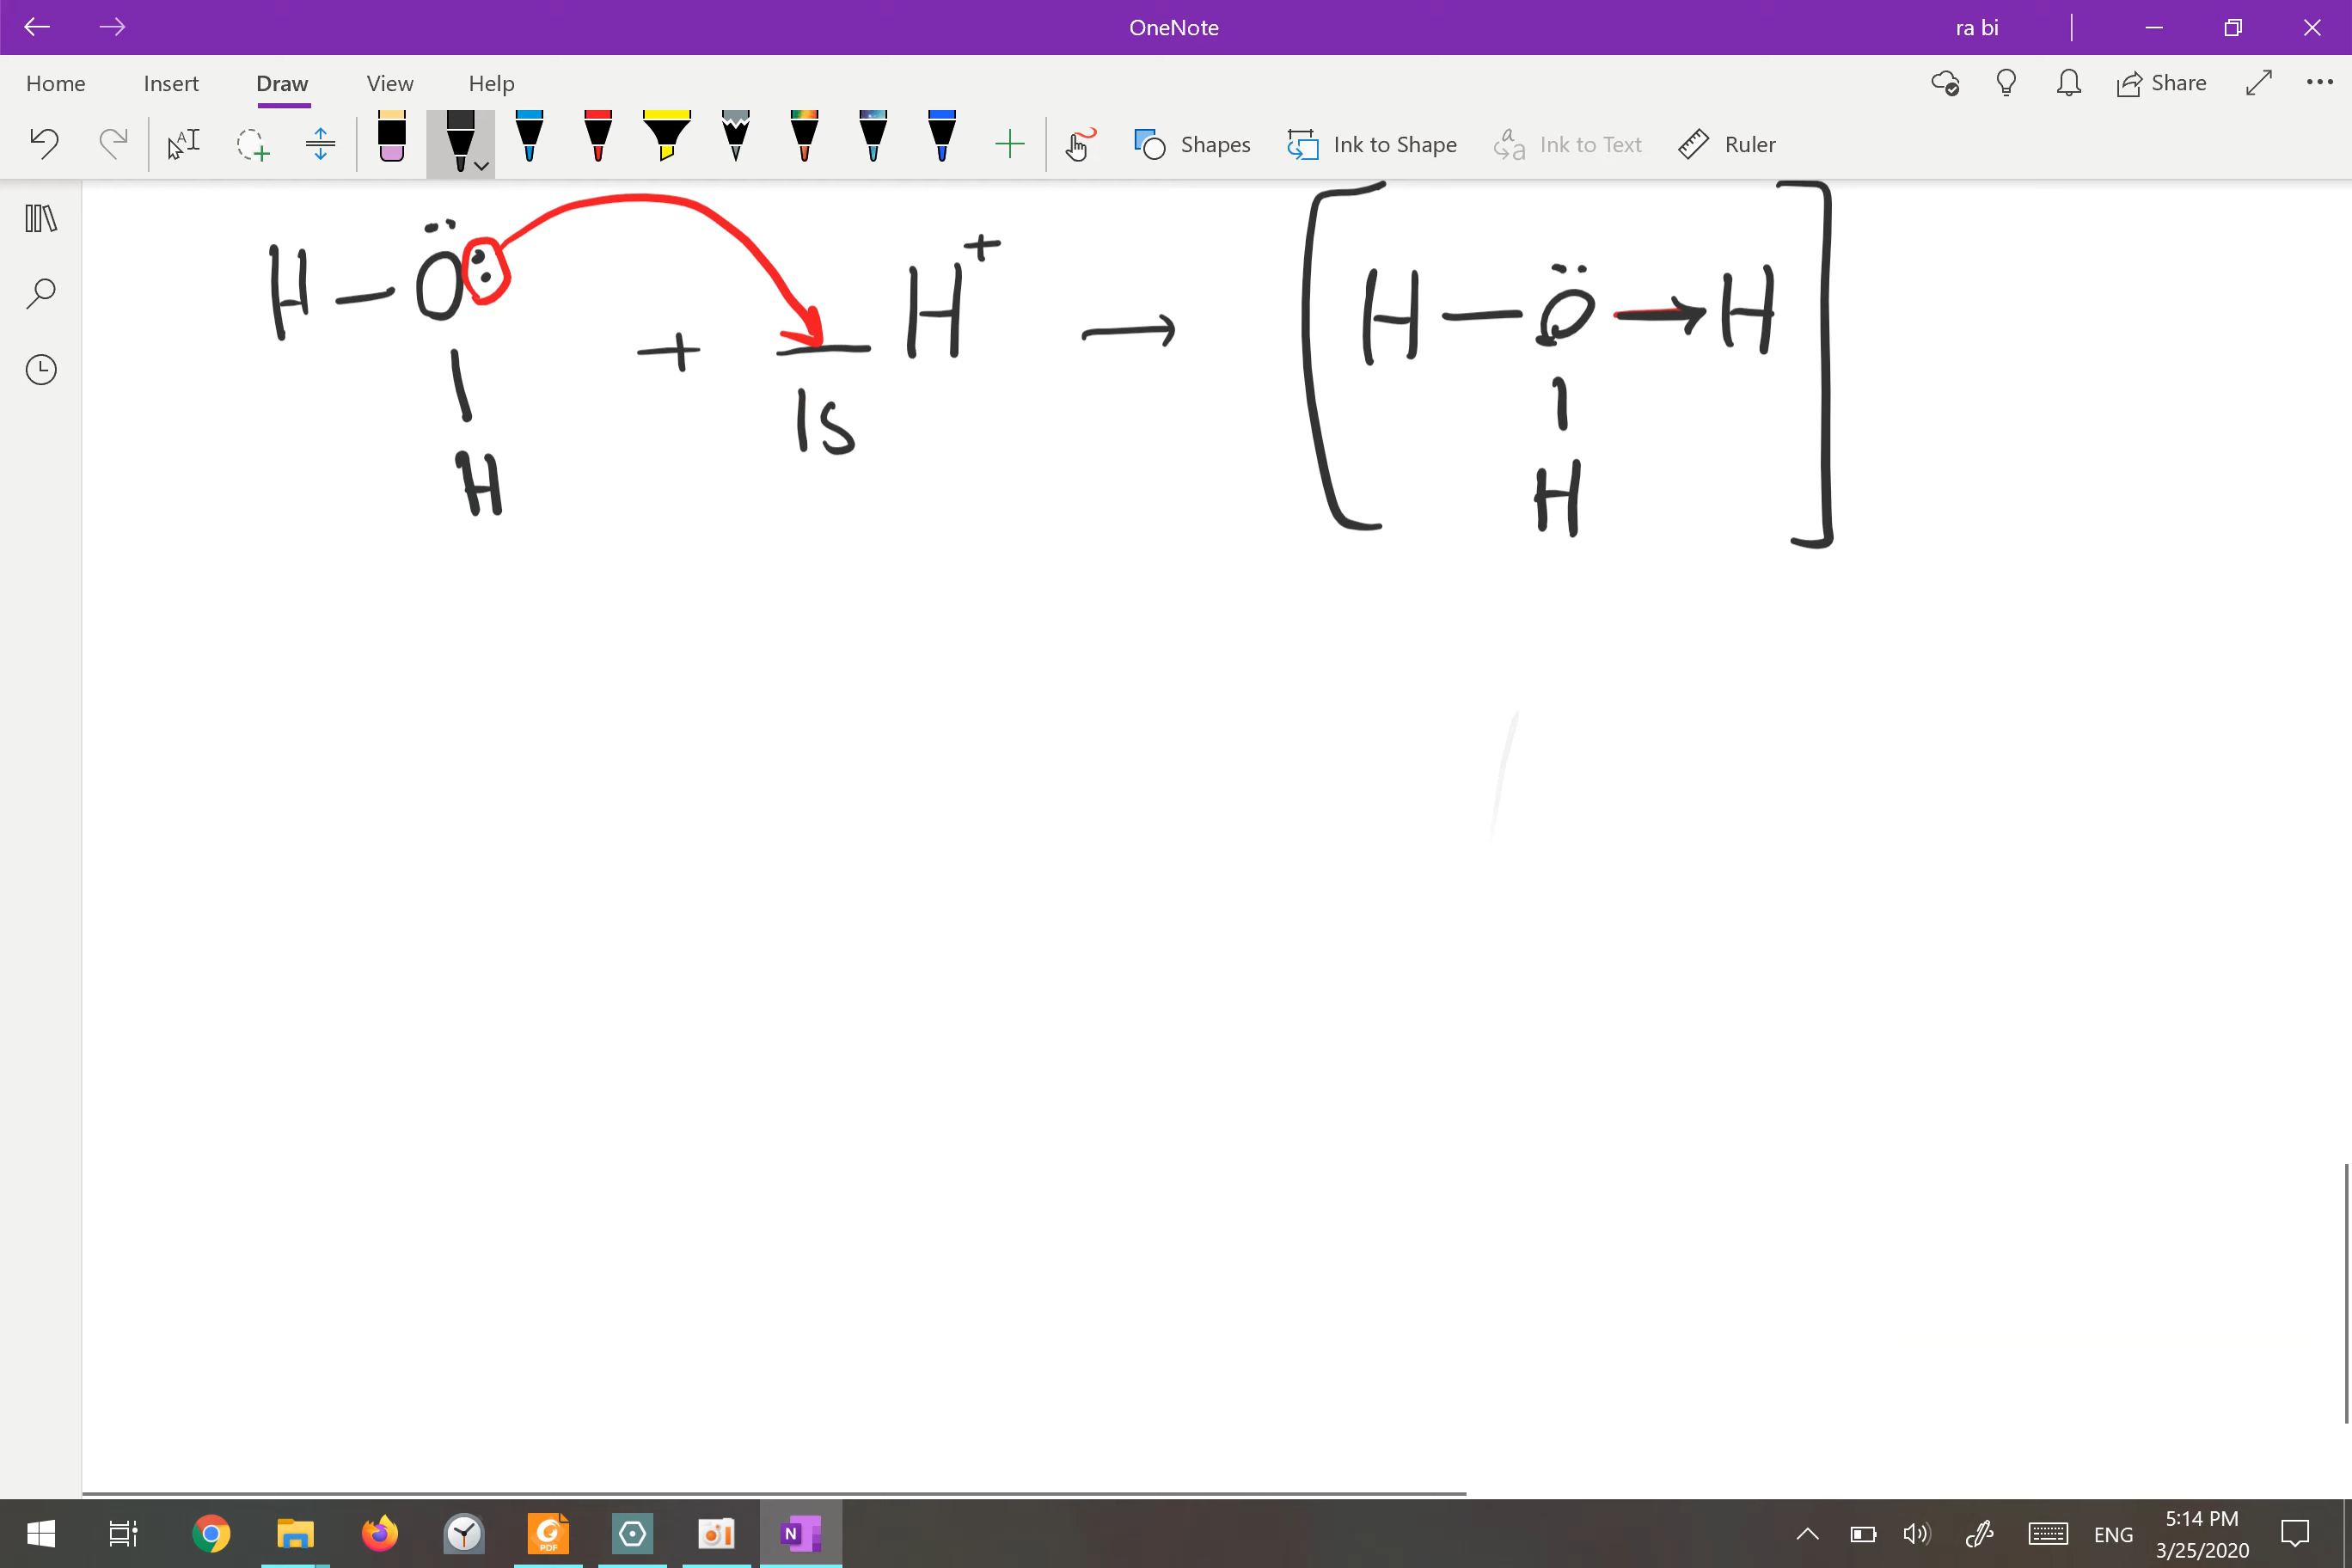 OneNote
ra bi
Home Insert Draw View Help
Share
Shapes Ink to Shape Ink to Text Ruler
H – Ö: + 1s H⁺ → [H – Ö → H]
H
H
PDF
N
ENG
5:14 PM
3/25/2020